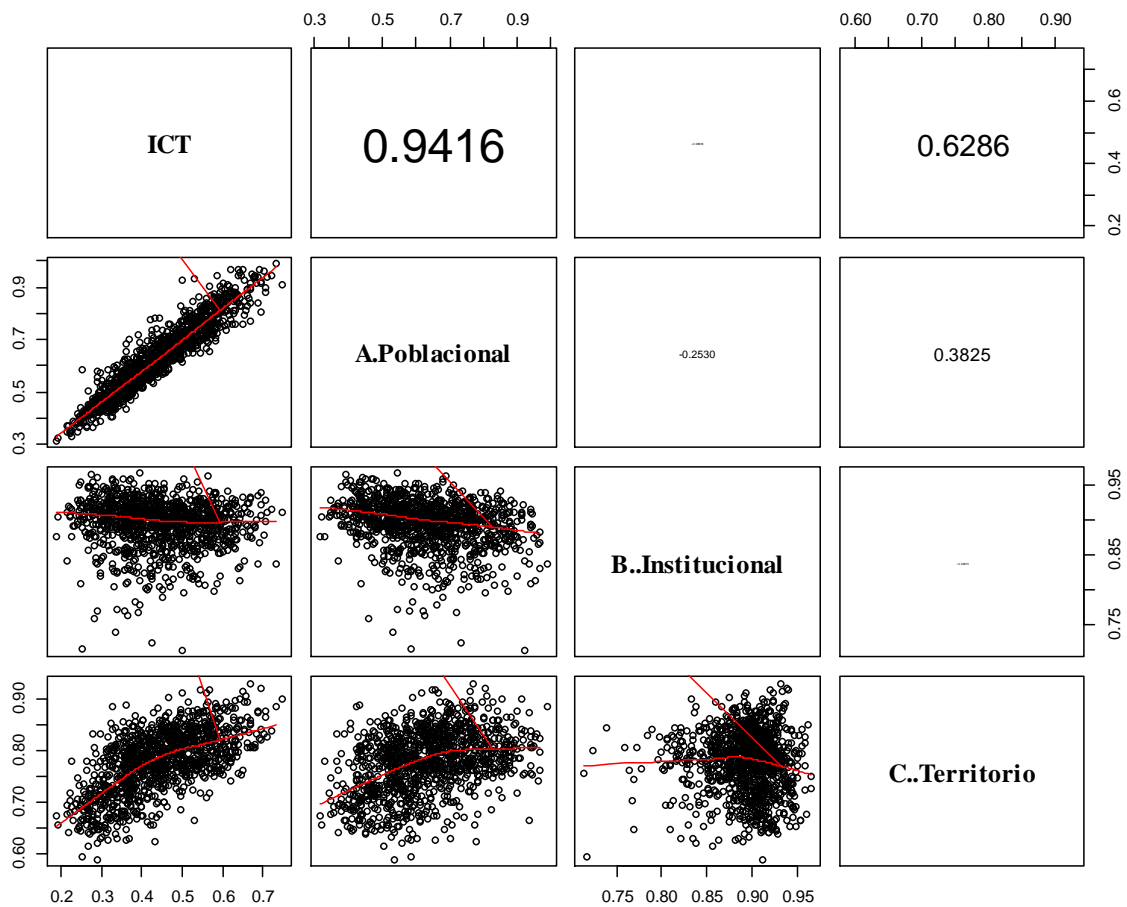 0.3 0.5 0.7 0.9 0.60 0.70 0.80 0.90
ICT 0.9416 0.6286
0.2 0.4 0.6
0.3 0.5 0.7 0.9
A.Poblacional -0.2530 0.3825
B..Institucional
0.75 0.85 0.95
0.60 0.70 0.80 0.90
C..Territorio
0.2 0.3 0.4 0.5 0.6 0.7 0.75 0.80 0.85 0.90 0.95